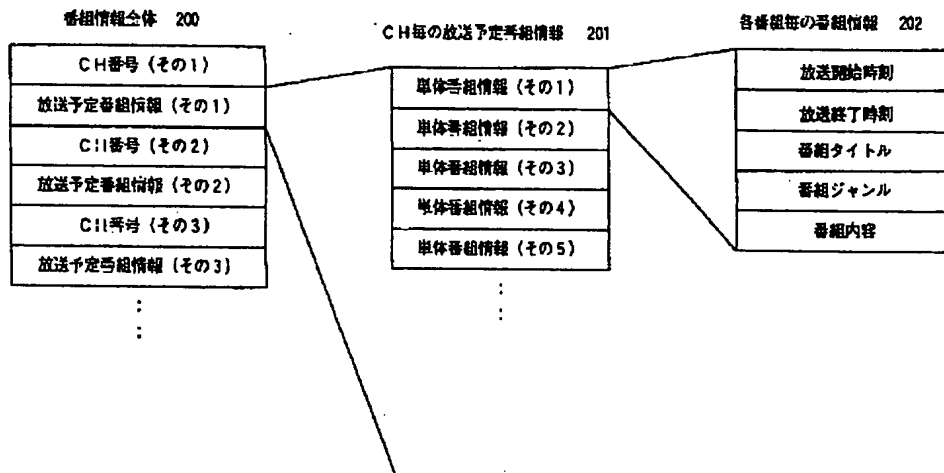 番組情報全体 200
CH番号 (その1)
放送予定番組情報 (その1)
CH番号 (その2)
放送予定番組情報 (その2)
CH番号 (その3)
放送予定番組情報 (その3)
CH毎の放送予定番組情報 201
単体番組情報 (その1)
単体番組情報 (その2)
単体番組情報 (その3)
単体番組情報 (その4)
単体番組情報 (その5)
各番組毎の番組情報 202
放送開始時刻
放送終了時刻
番組タイトル
番組ジャンル
番組内容